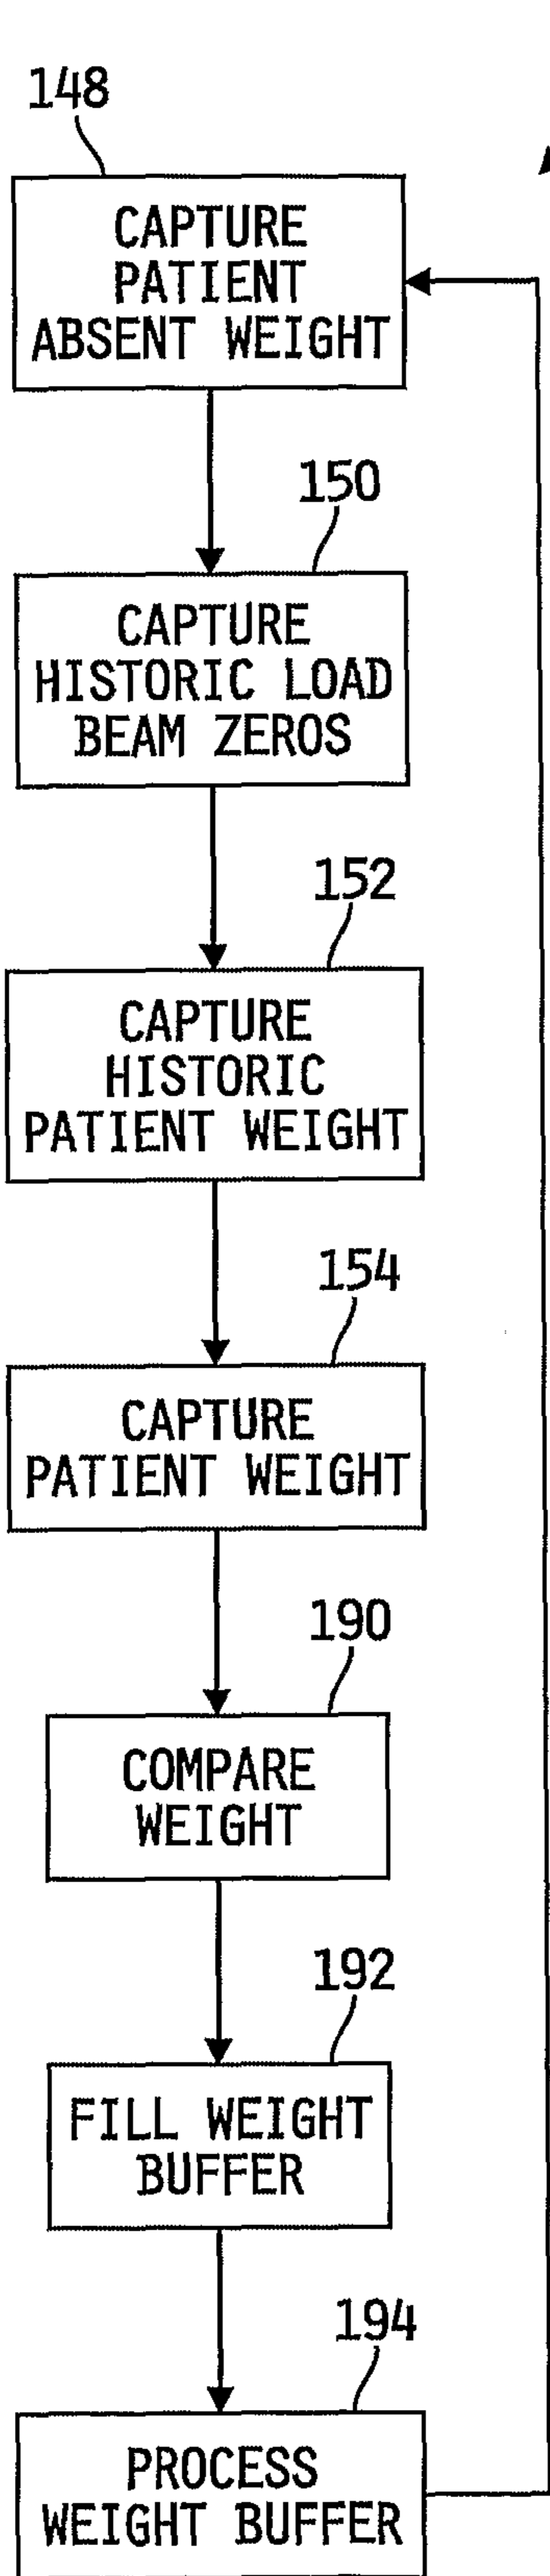 148
CAPTURE
PATIENT
ABSENT WEIGHT
150
CAPTURE
HISTORIC LOAD
BEAM ZEROS
152
CAPTURE
HISTORIC
PATIENT WEIGHT
154
CAPTURE
PATIENT WEIGHT
190
COMPARE
WEIGHT
192
FILL WEIGHT
BUFFER
194
PROCESS
WEIGHT BUFFER